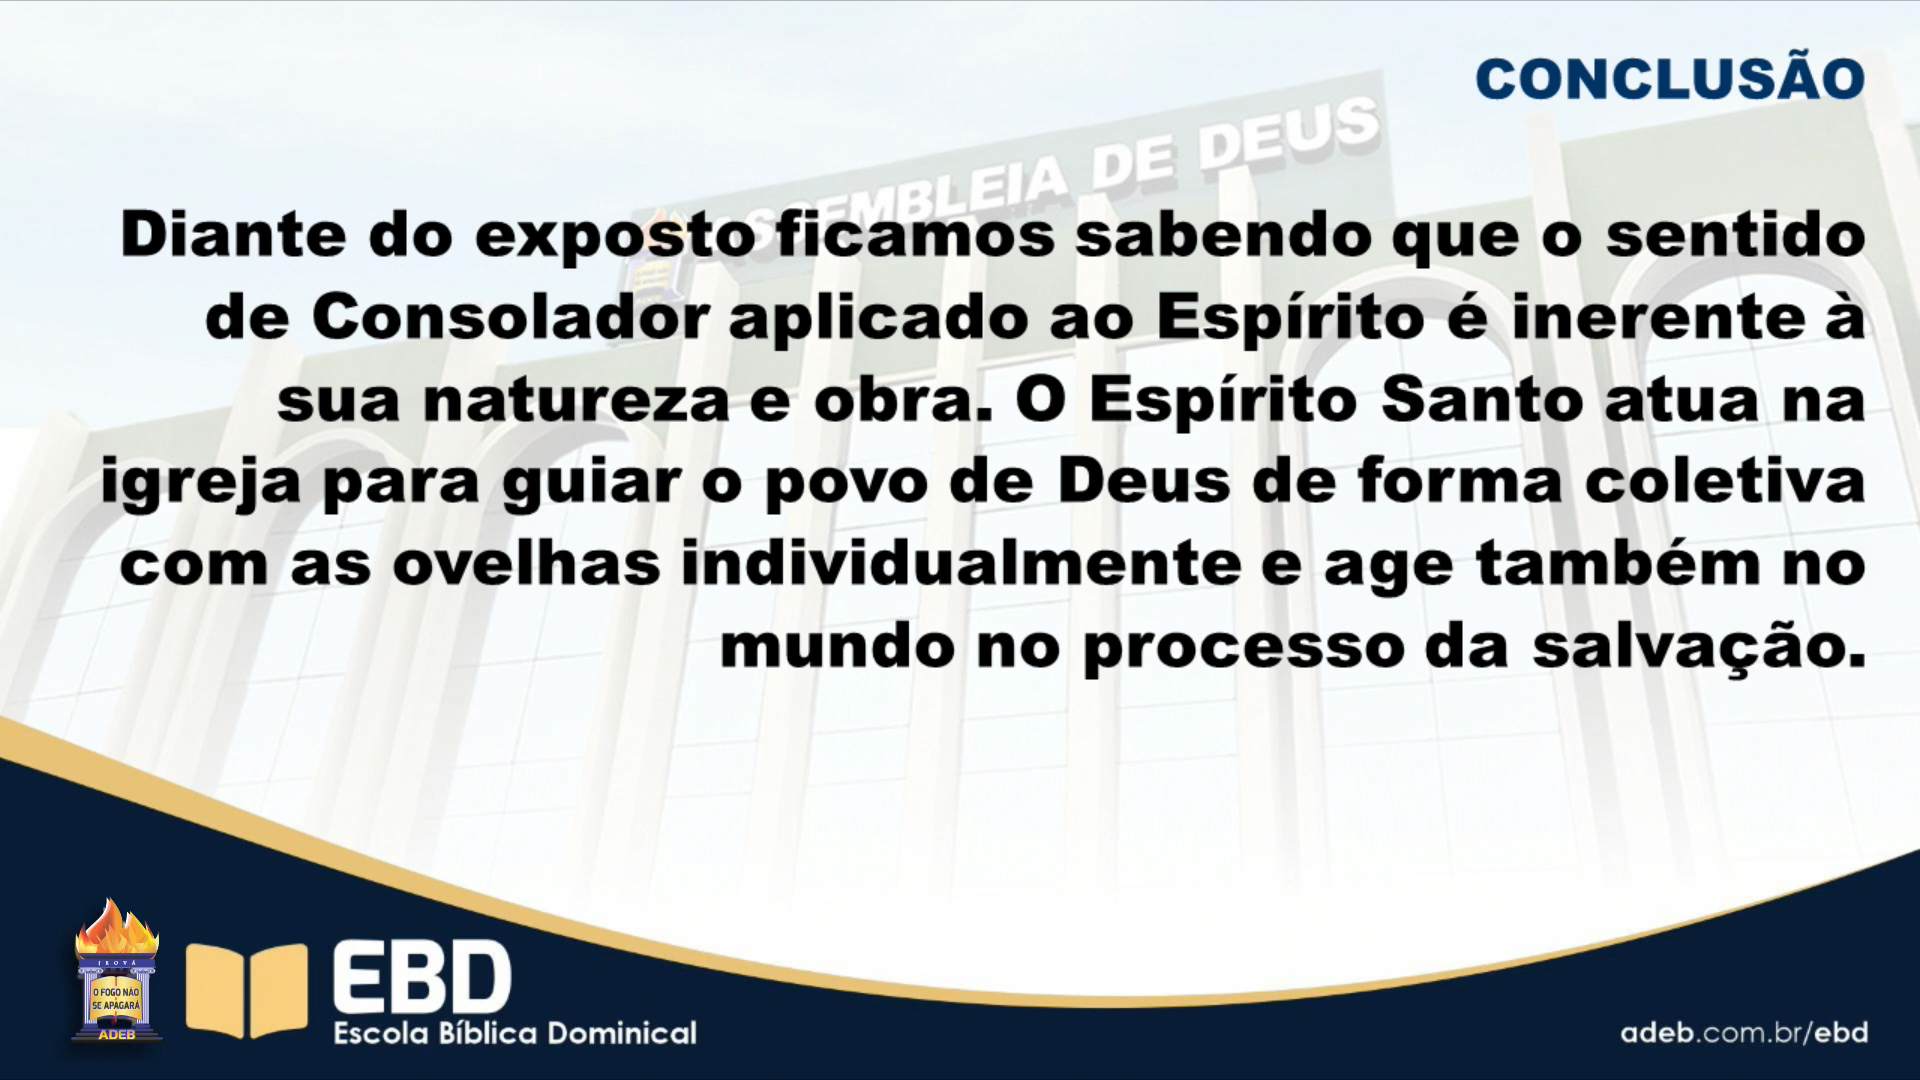 CONCLUSÃO
ASSEMBLEIA DE DEUS
Diante do exposto ficamos sabendo que o sentido
de Consolador aplicado ao Espírito é inerente à
sua natureza e obra. O Espírito Santo atua na
igreja para guiar o povo de Deus de forma coletiva
com as ovelhas individualmente e age também no
mundo no processo da salvação.
JEOVÁ
O FOGO NÃO
SE APAGARÁ
ADEB
EBD
Escola Bíblica Dominical
adeb.com.br/ebd